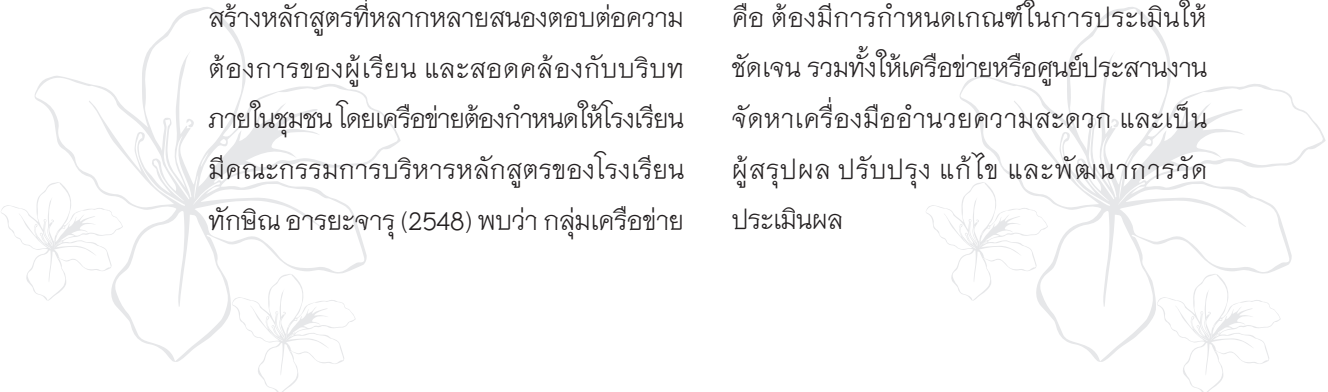 สร้างหลักสูตรที่หลากหลายสนองตอบต่อความ
ต้องการของผู้เรียน และสอดคล้องกับบริบท
ภายในชุมชน โดยเครือข่ายต้องกำหนดให้โรงเรียน
มีคณะกรรมการบริหารหลักสูตรของโรงเรียน
ทักษิณ อารยะจารุ (2548) พบว่า กลุ่มเครือข่าย
คือ ต้องมีการกำหนดเกณฑ์ในการประเมินให้
ชัดเจน รวมทั้งให้เครือข่ายหรือศูนย์ประสานงาน
จัดหาเครื่องมืออำนวยความสะดวก และเป็น
ผู้สรุปผล ปรับปรุง แก้ไข และพัฒนาการวัด
ประเมินผล